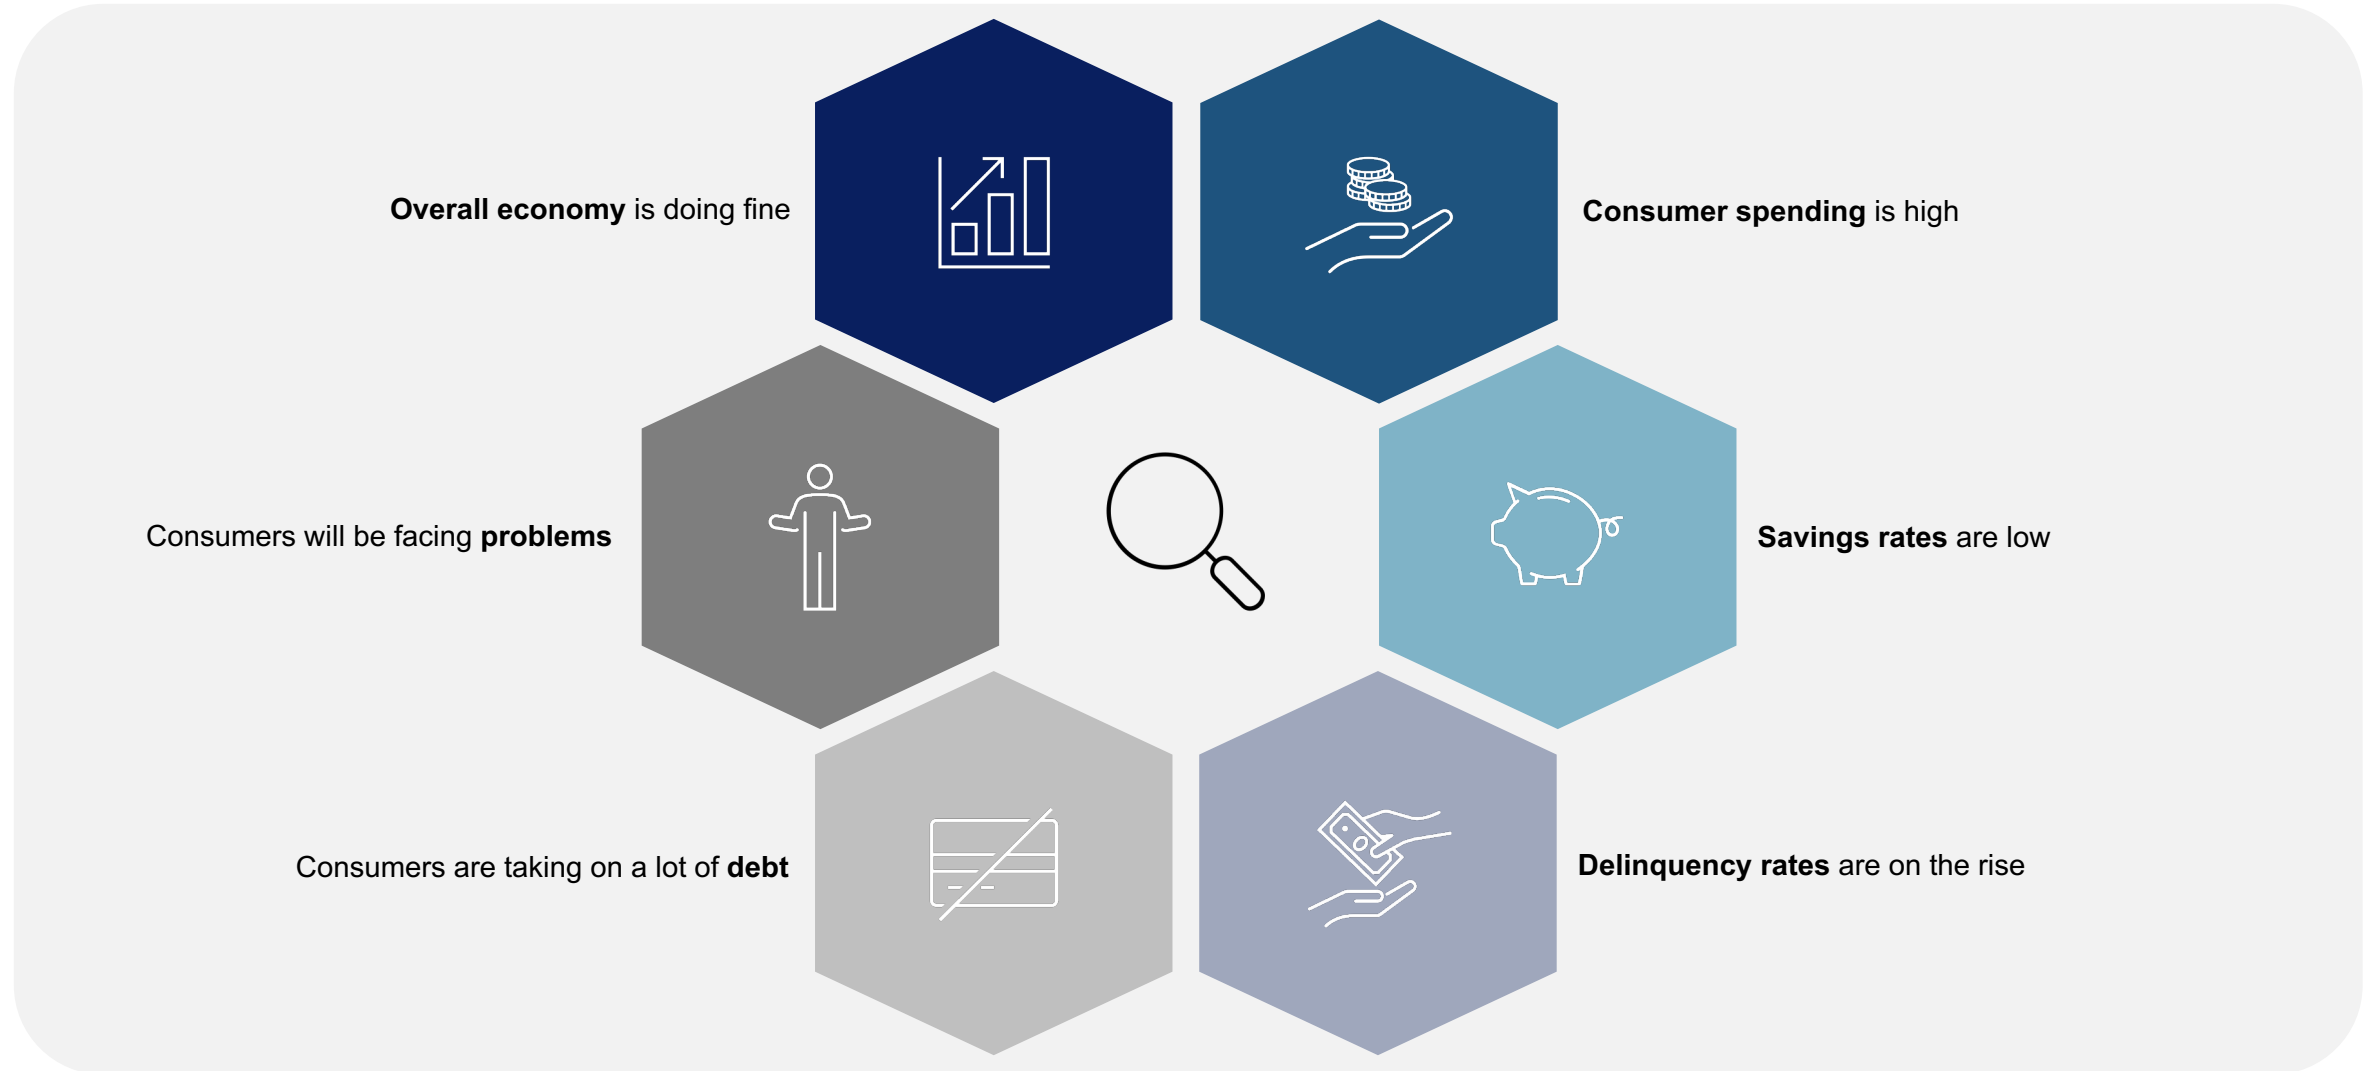 Overall economy is doing fine
Consumer spending is high
Consumers will be facing problems
Savings rates are low
Consumers are taking on a lot of debt
Delinquency rates are on the rise